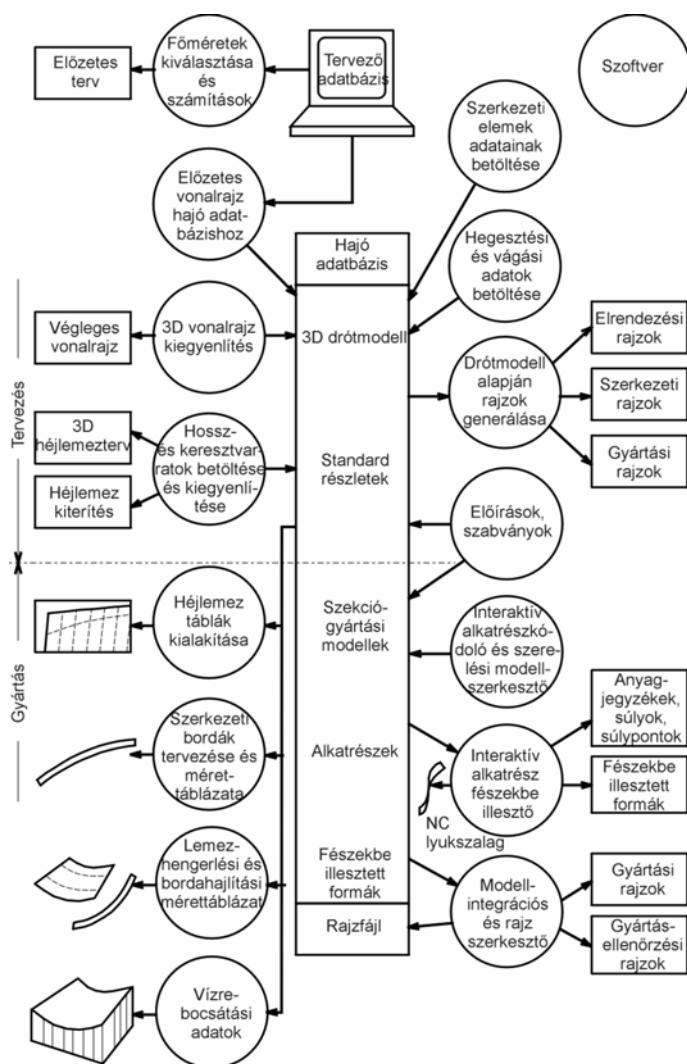 Előzetes
terv
Főméretek
kiválasztása
és
számítások
Tervező
adatbázis
Szoftver
Szerkezeti
elemek
adatainak
betöltése
Előzetes
vonalrajz
hajó adat-
bázishoz
Hajó
adatbázis
Hegesztési
és vágási
adatok
betöltése
Tervezés
Végleges
vonalrajz
3D vonalrajz
kiegyenlítés
3D drótmodell
Drótmodell
alapján
rajzok
generálása
Elrendezési
rajzok
Szerkezeti
rajzok
Gyártási
rajzok
3D
héjlemezterv
Héjlemez
kiterítés
Hossz-
és keresztva-
ratok betöltése
és kiegyenlí-
tése
Standard
részletek
Előírások,
szabványok
Gyártás
Héjlemez
táblák
kialakítása
Szekció-
gyártási
modellek
Interaktív
alkatrészkó-
doló és szere-
lési modell-
szerkesztő
Szerkezeti
bordák
tervezése és
méret-
táblázata
Alkatrészek
Interaktív
alkatrész
fészekbe
illesztő
NC
lyukszalag
Anyag-
jegyzékek,
súlyok,
súlypontok
Fészekbe
illesztett
formák
Lemez-
hengerlési és
bordahajlítási
mérettáblázat
Fészekbe
illesztett
formák
Rajzfájl
Modell-
integrációs
és rajz
szerkesztő
Gyártási
rajzok
Gyártás-
ellenőrzési
rajzok
Vízre-
bocsátási
adatok